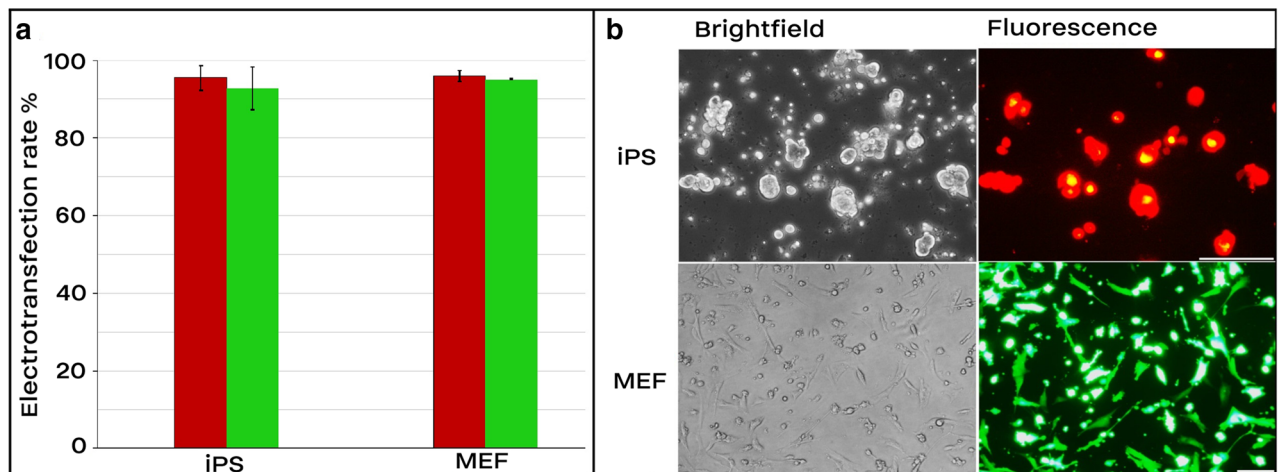 a
Electrotransfection rate %
100
80
60
40
20
0
iPS
MEF
b
Brightfield
Fluorescence
iPS
MEF